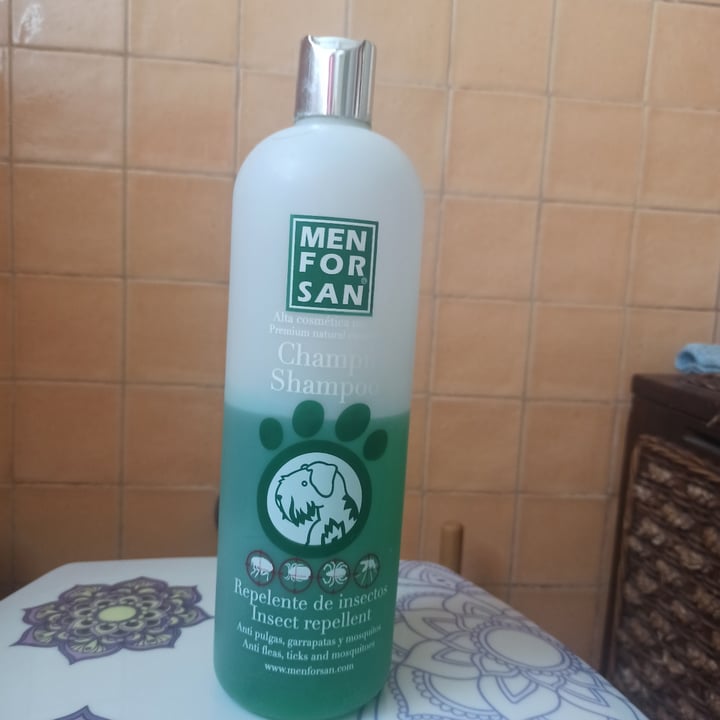 MEN
FOR
SAN®
Alta cosmética
Premium natural
Champ
Shampoo
Repelente de insectos
Insect repellent
Anti pulgas, garrapatas y mosquitos
Anti fleas, ticks and mosquitoes
www.menforsan.com